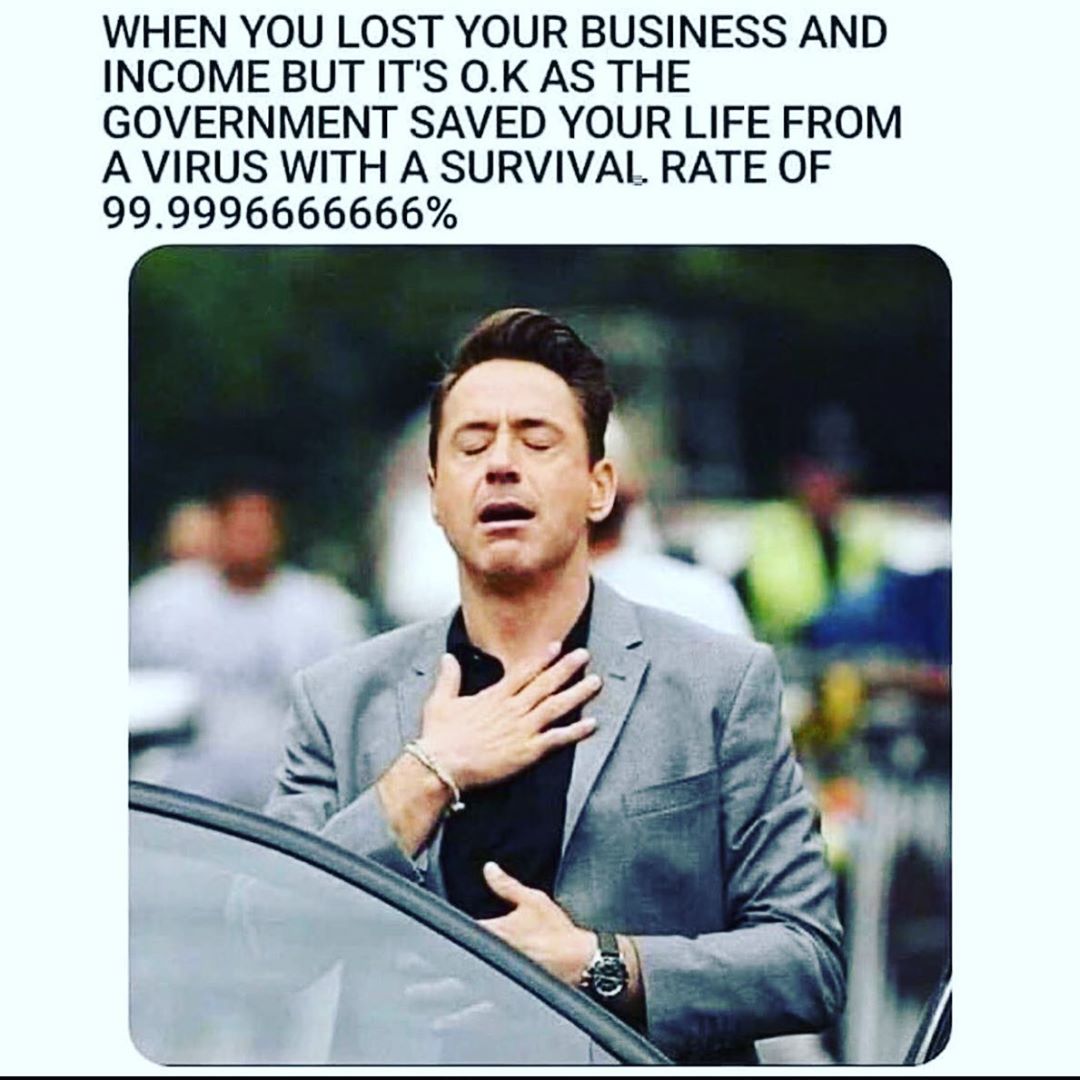 WHEN YOU LOST YOUR BUSINESS AND
INCOME BUT IT'S O.K AS THE
GOVERNMENT SAVED YOUR LIFE FROM
A VIRUS WITH A SURVIVAL RATE OF
99.9996666666%